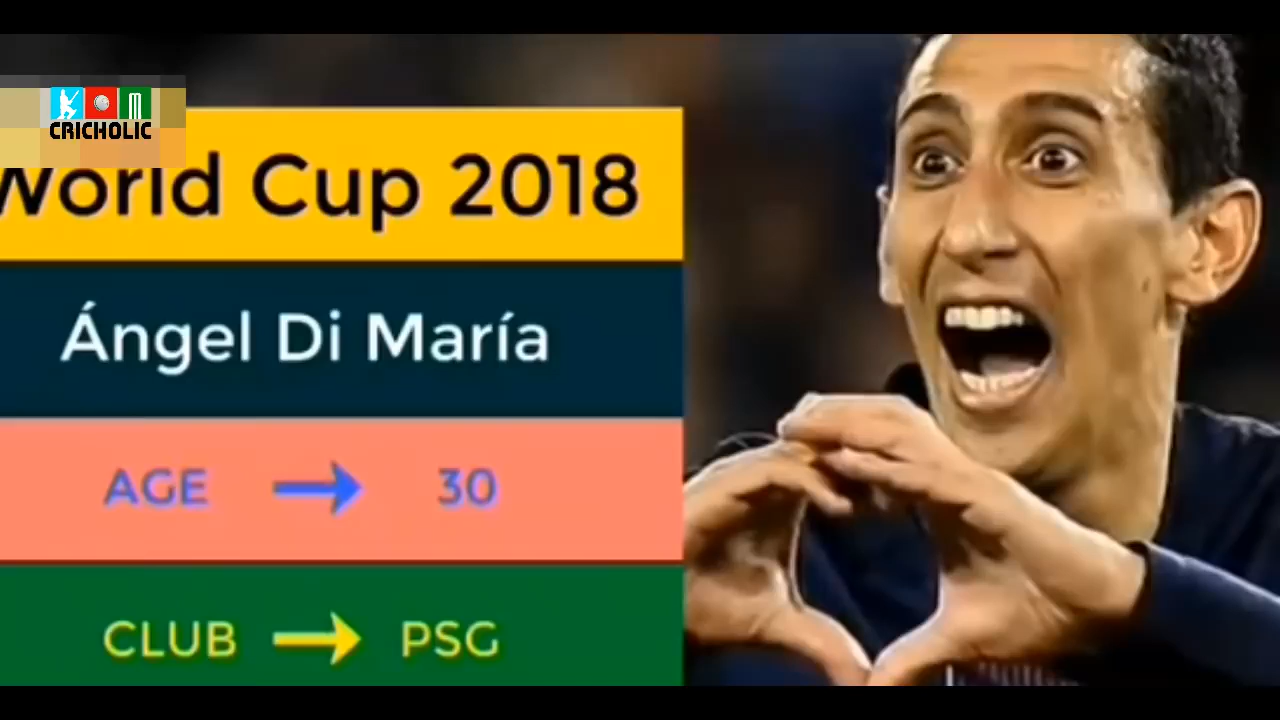 CRICHOLIC
World Cup 2018
Ángel Di María
AGE → 30
CLUB → PSG